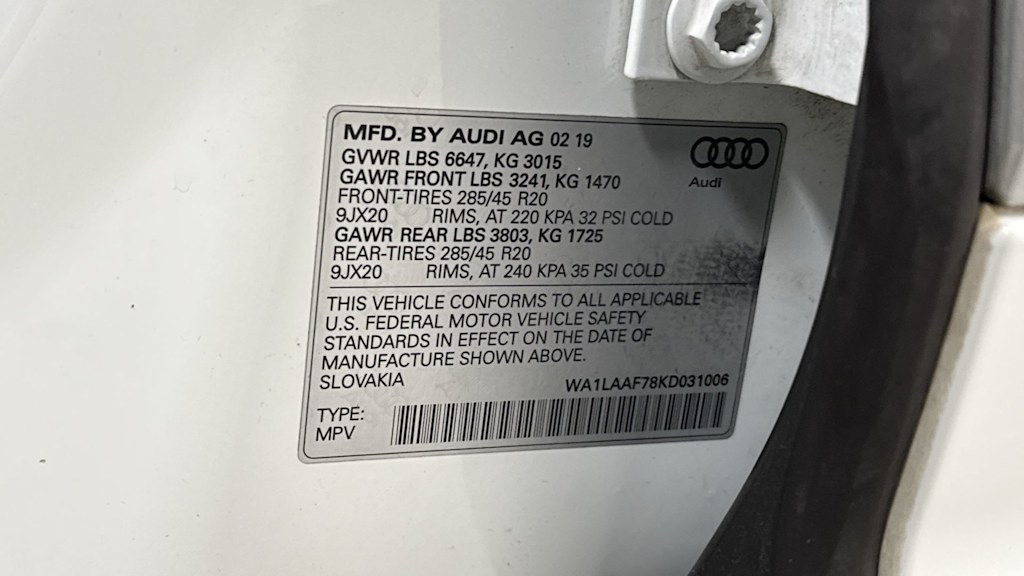 MFD. BY AUDI AG 02 19
GVWR LBS 6647, KG 3015
GAWR FRONT LBS 3241, KG 1470
FRONT-TIRES 285/45 R20
9JX20 RIMS, AT 220 KPA 32 PSI COLD
GAWR REAR LBS 3803, KG 1725
REAR-TIRES 285/45 R20
9JX20 RIMS, AT 240 KPA 35 PSI COLD
Audi
THIS VEHICLE CONFORMS TO ALL APPLICABLE
U.S. FEDERAL MOTOR VEHICLE SAFETY
STANDARDS IN EFFECT ON THE DATE OF
MANUFACTURE SHOWN ABOVE.
SLOVAKIA WA1LAAF78KD031006
TYPE:
MPV